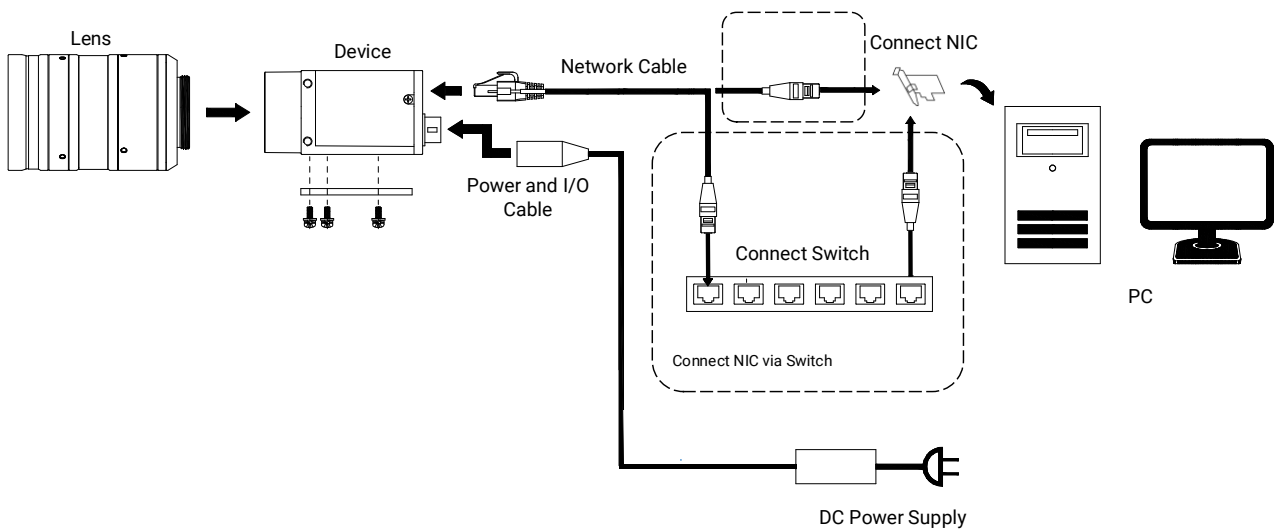 Lens
Device
Network Cable
Connect NIC
Power and I/O
Cable
Connect Switch
PC
Connect NIC via Switch
DC Power Supply